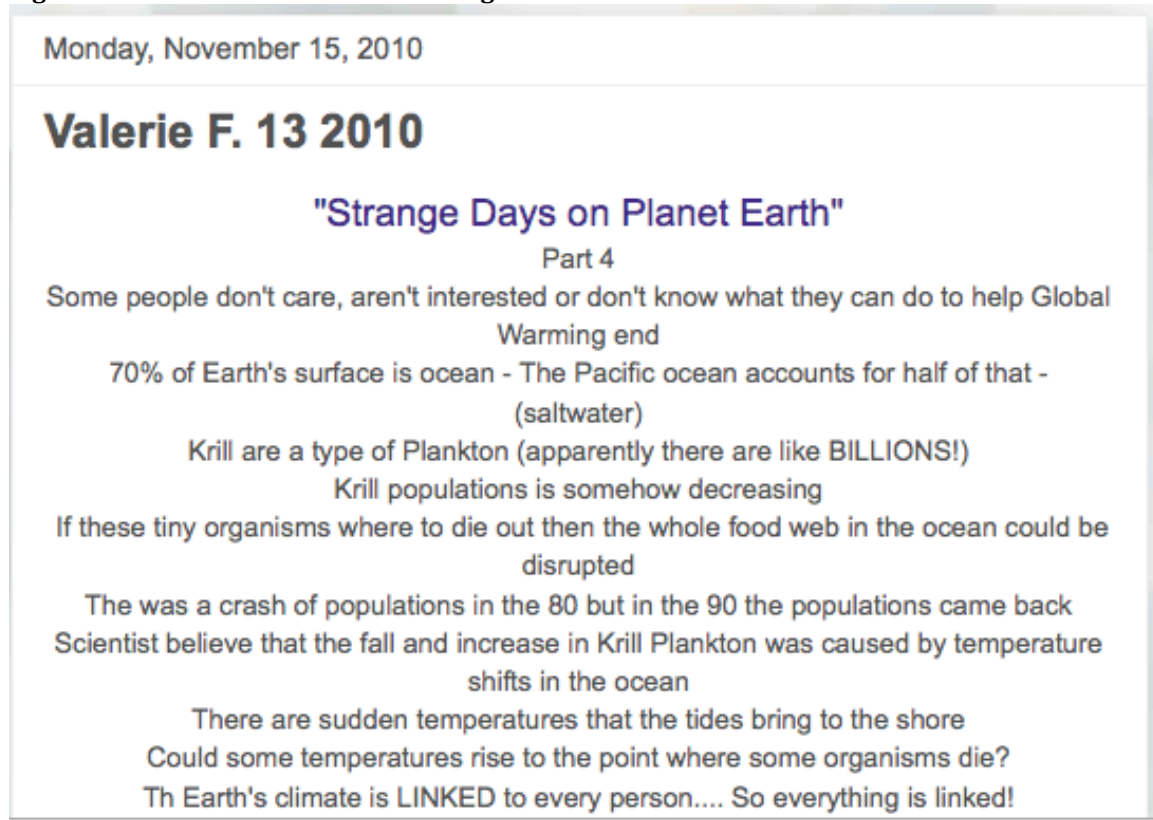 Monday, November 15, 2010
Valerie F. 13 2010
"Strange Days on Planet Earth"
Part 4
Some people don't care, aren't interested or don't know what they can do to help Global
Warming end
70% of Earth's surface is ocean - The Pacific ocean accounts for half of that -
(saltwater)
Krill are a type of Plankton (apparently there are like BILLIONS!)
Krill populations is somehow decreasing
If these tiny organisms where to die out then the whole food web in the ocean could be
disrupted
The was a crash of populations in the 80 but in the 90 the populations came back
Scientist believe that the fall and increase in Krill Plankton was caused by temperature
shifts in the ocean
There are sudden temperatures that the tides bring to the shore
Could some temperatures rise to the point where some organisms die?
Th Earth's climate is LINKED to every person.... So everything is linked!